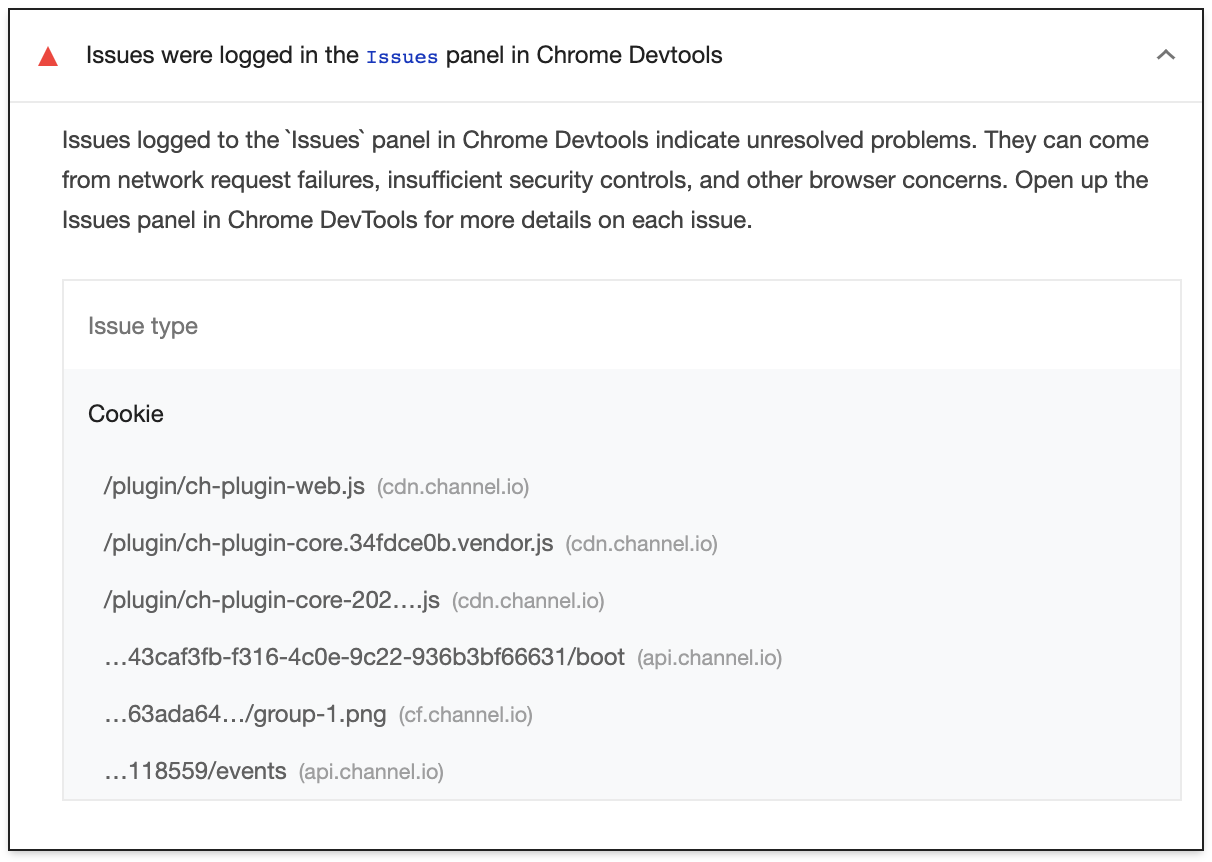 Issues were logged in the Issues panel in Chrome Devtools
Issues logged to the `Issues` panel in Chrome Devtools indicate unresolved problems. They can come
from network request failures, insufficient security controls, and other browser concerns. Open up the
Issues panel in Chrome DevTools for more details on each issue.
Issue type
Cookie
/plugin/ch-plugin-web.js (cdn.channel.io)
/plugin/ch-plugin-core.34fdce0b.vendor.js (cdn.channel.io)
/plugin/ch-plugin-core-202….js (cdn.channel.io)
…43caf3fb-f316-4c0e-9c22-936b3bf66631/boot (api.channel.io)
…63ada64…/group-1.png (cf.channel.io)
…118559/events (api.channel.io)